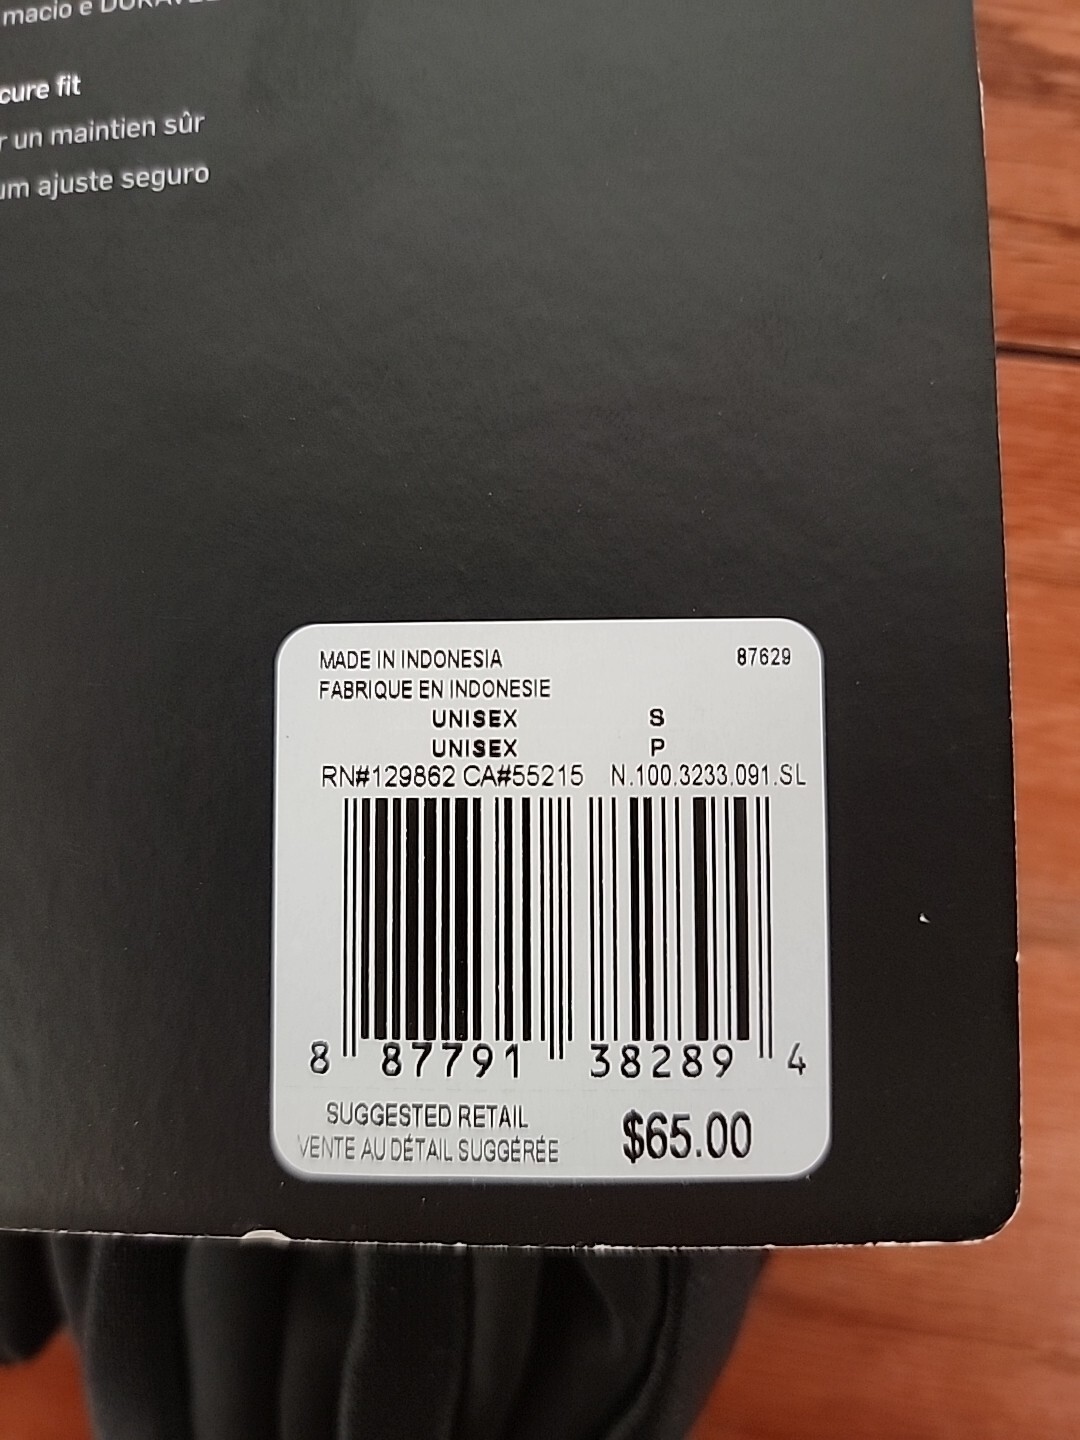 macio e
cure fit
r un maintien sûr
um ajuste seguro
MADE IN INDONESIA 87629
FABRIQUE EN INDONESIE
UNISEX S
UNISEX P
RN#129862 CA#55215 N.100.3233.091.SL
8 87791 38289 4
SUGGESTED RETAIL $65.00
VENTE AU DÉTAIL SUGGÉRÉE